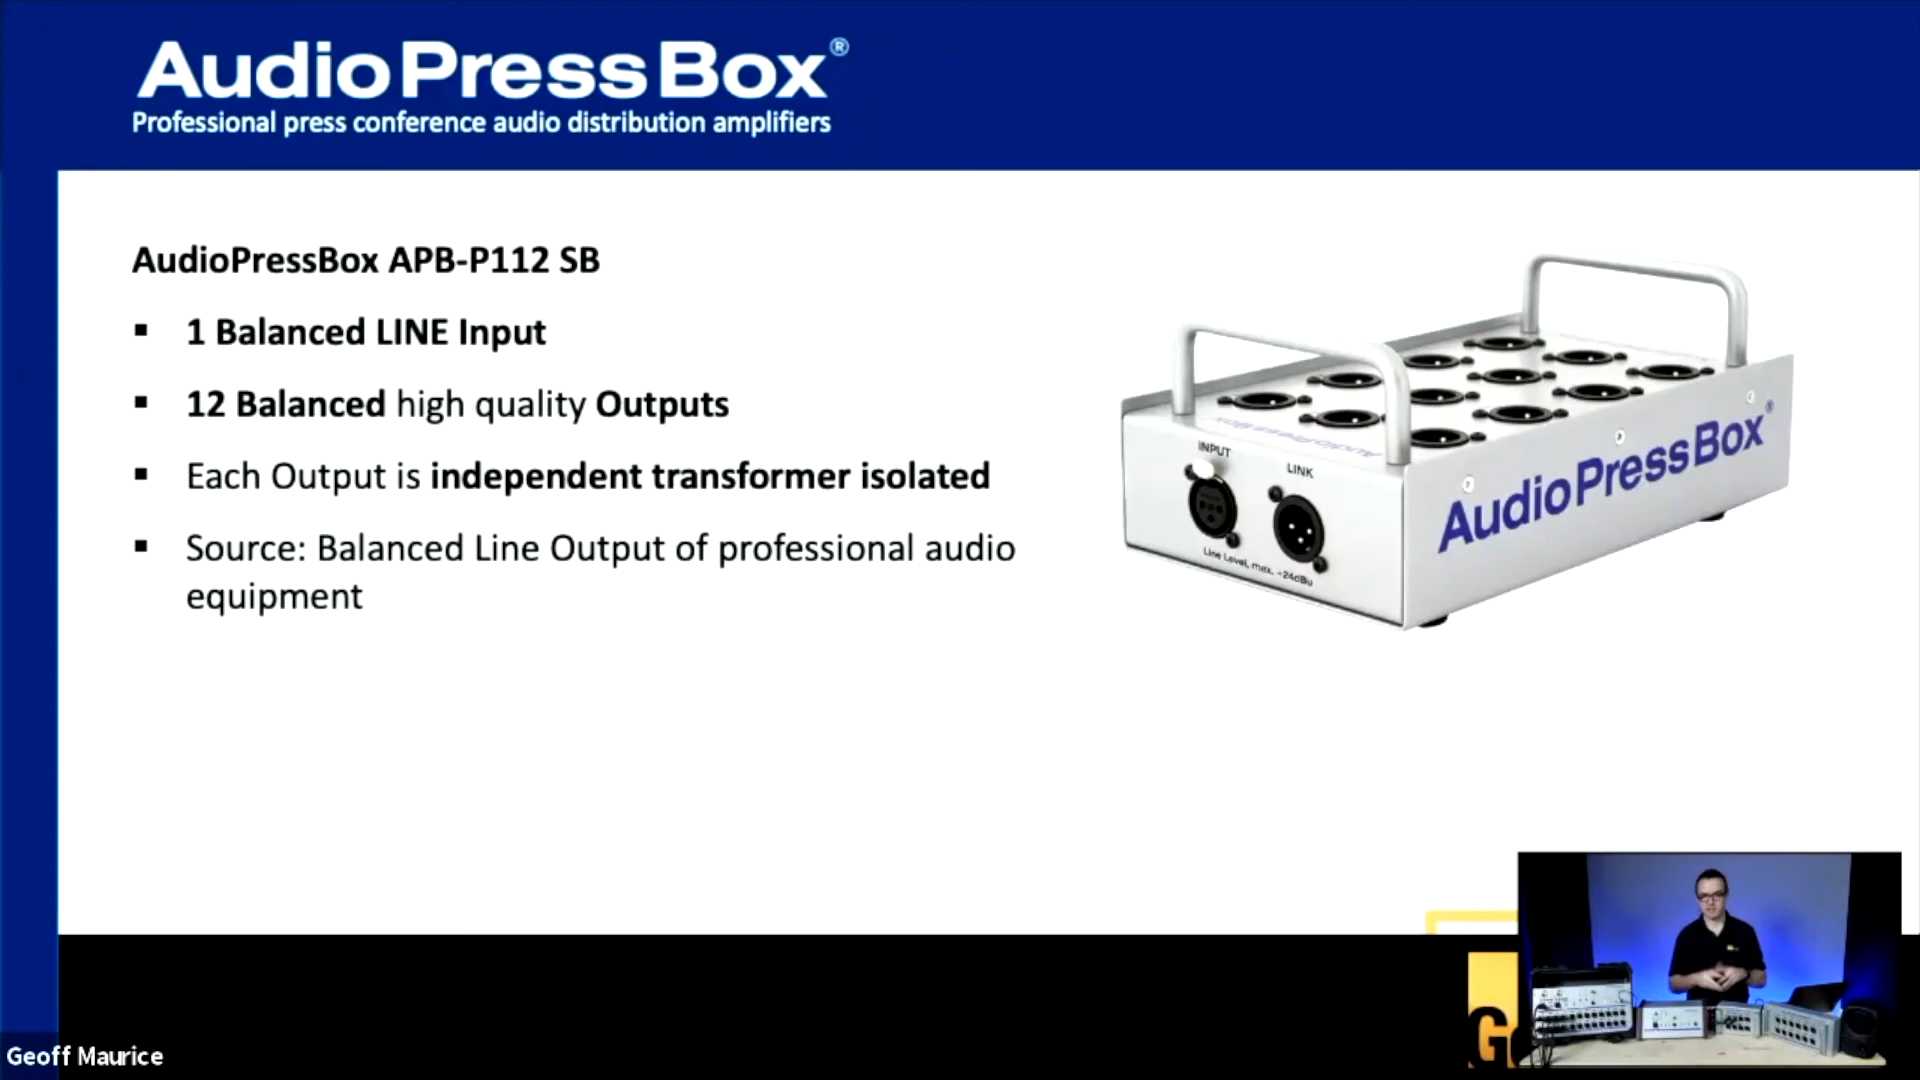 AudioPressBox®
Professional press conference audio distribution amplifiers
AudioPressBox APB-P112 SB
▪ 1 Balanced LINE Input
▪ 12 Balanced high quality Outputs
▪ Each Output is independent transformer isolated
▪ Source: Balanced Line Output of professional audio
equipment
AudioPressBox
INPUT
LINK
Line Level, max. +24dBu
AudioPressBox®
G
Geoff Maurice